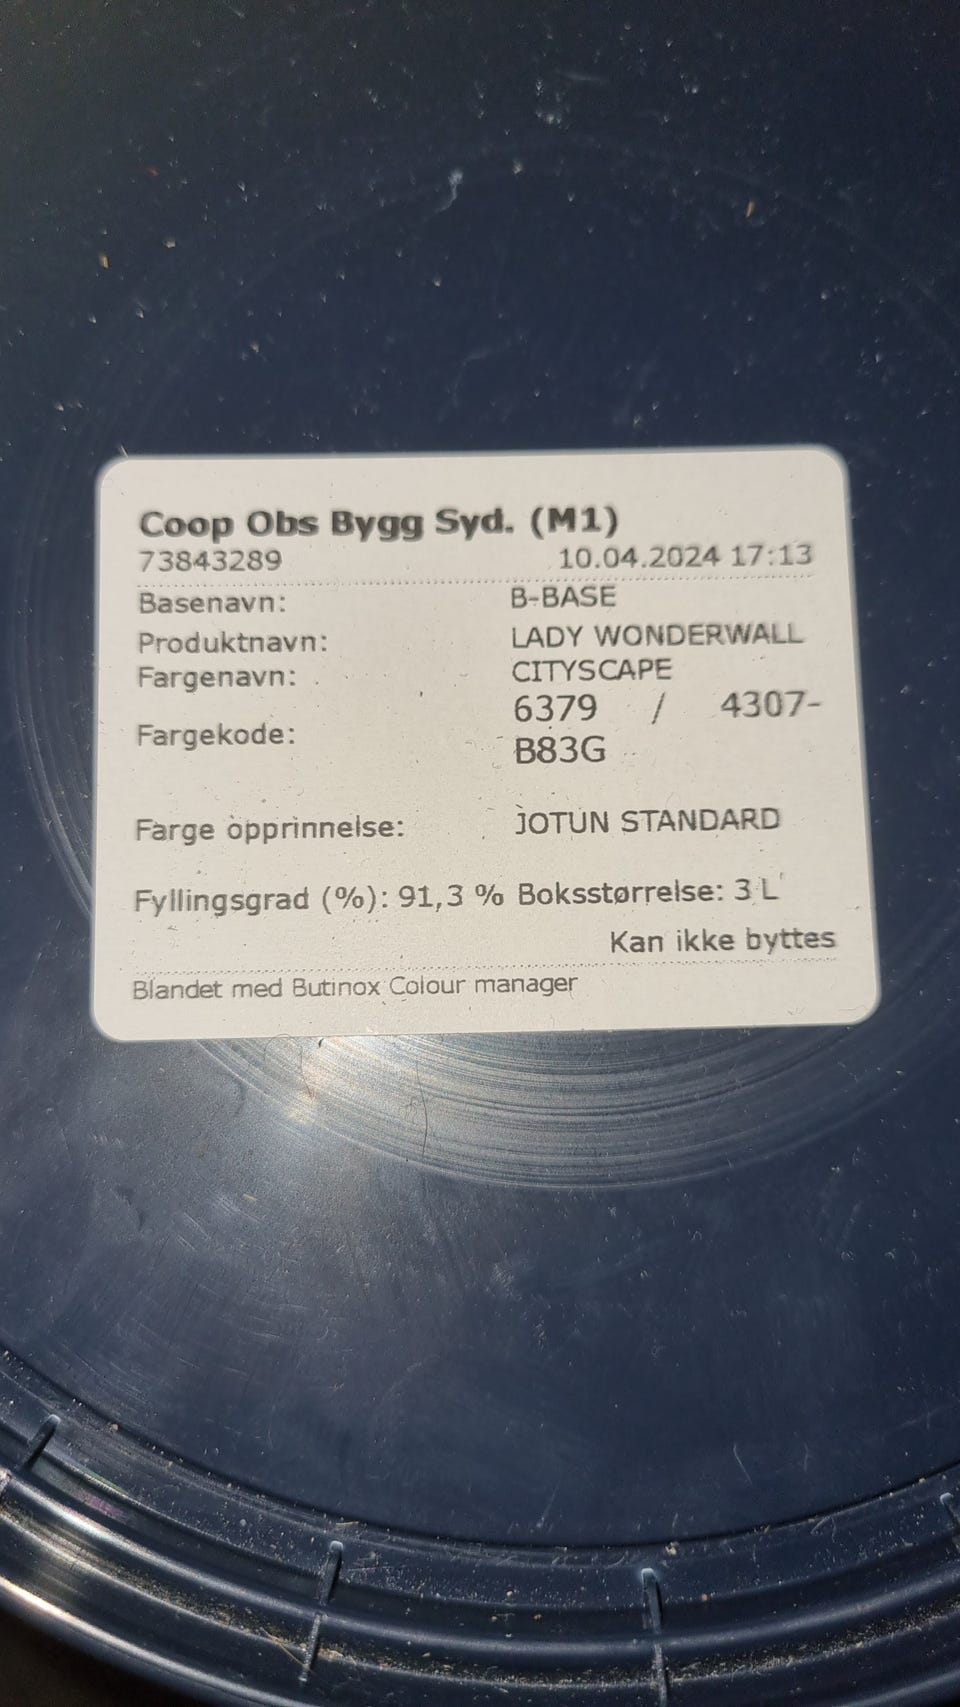 Coop Obs Bygg Syd. (M1)
73843289 10.04.2024 17:13
Basenavn: B-BASE
Produktnavn: LADY WONDERWALL
Fargenavn: CITYSCAPE
Fargekode: 6379 / 4307-
B83G
Farge opprinnelse: JOTUN STANDARD
Fyllingsgrad (%): 91,3 % Boksstørrelse: 3 L
Kan ikke byttes
Blandet med Butinox Colour manager